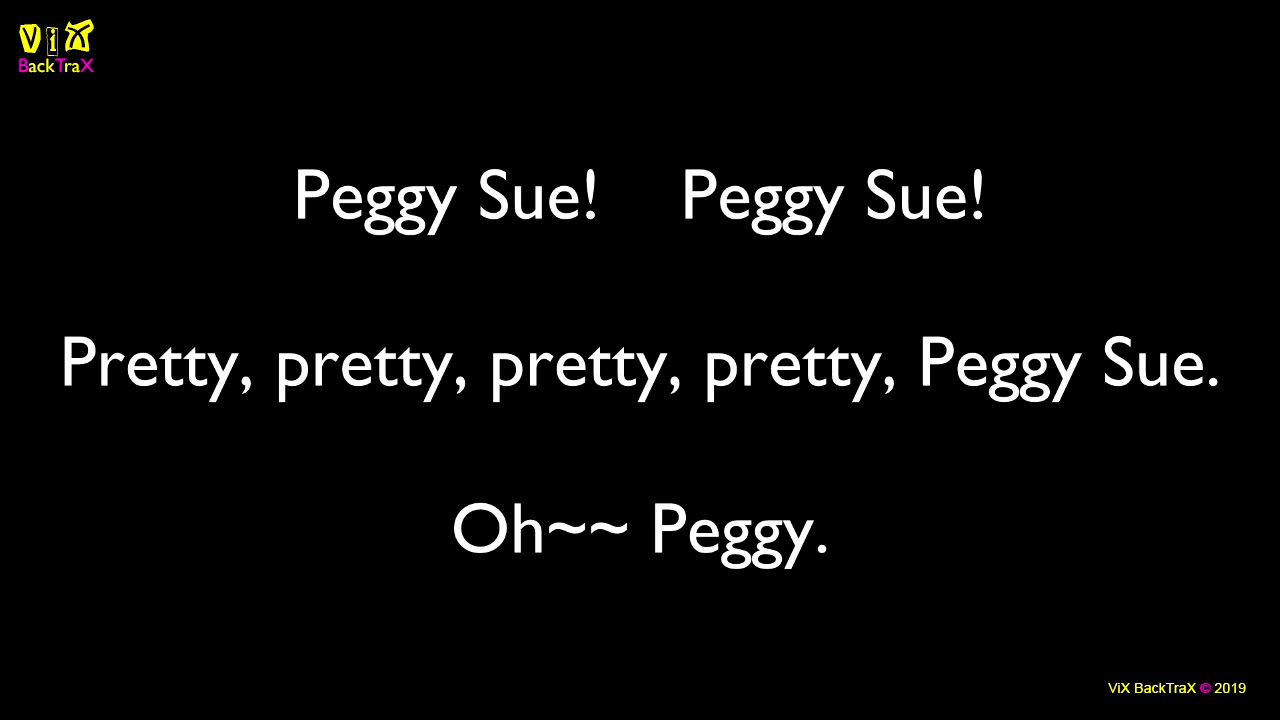 ViX
BackTraX
Peggy Sue! Peggy Sue!
Pretty, pretty, pretty, pretty, Peggy Sue.
Oh~~ Peggy.
ViX BackTraX © 2019